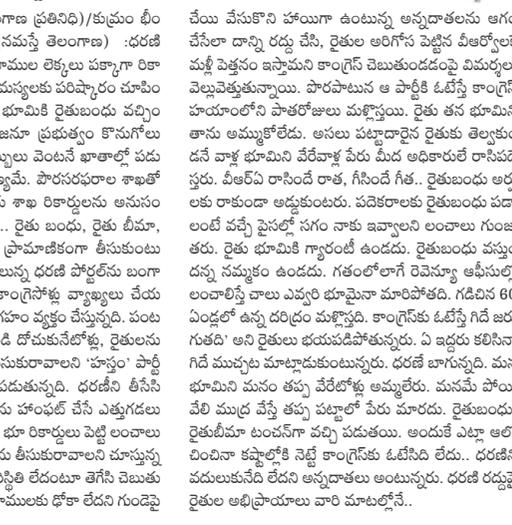 గాణ ప్రతినిధి)/కుమ్రం భీం
నమస్తే తెలంగాణ) :ధరణి
ాముల లెక్కలు పక్కాగా రికా
మస్యలకు పరిష్కారం చూపిం
భూమికి రైతుబంధు వచ్చిం
జనూ ప్రభుత్వం కొనుగోలు
బ్బులు వెంటనే ఖాతాల్లో పడు
్యమే. పౌరసరఫరాల శాఖతో
ు శాఖ రికార్డులను అనుసం
.. రైతు బంధు, రైతు బీమా,
ప్రామాణికంగా తీసుకుంటు
లున్న ధరణి పోర్టల్‌ను బంగా
కాంగ్రెసోళ్లు వ్యాఖ్యలు చేయ
గహం వ్యక్తం చేస్తున్నది. పంట
డి దోచుకునేటోళ్లను, రైతులను
సుకురావాలని ‘హస్తం’ పార్టీ
పడుతున్నది. ధరణిని తీసేసి
ను హాంఫట్ చేసే ఎత్తుగడలు
భూ రికార్డులు పెట్టి లంచాలు
ను తీసుకురావాలని చూస్తున్న
స్థితి లేదంటూ తెగేసి చెబుతు
ాములకు ఢోకా లేదని గుండెపై
చేయి వేసుకొని హాయిగా ఉంటున్న అన్నదాతలను ఆగం
చేసేలా దాన్ని రద్దు చేసి, రైతుల అరిగోస పెట్టిన వీఆర్వోలకే
మళ్లీ పెత్తనం ఇస్తామని కాంగ్రెస్ చెబుతుండడంపై విమర్శలు
వెల్లువెత్తుతున్నాయి. పొరపాటున ఆ పార్టీకి ఓటేస్తే కాంగ్రెస్
హయాంలోని పాతరోజులు మళ్లొస్తయి. రైతు తన భూమిని
తాను అమ్ముకోలేడు. అసలు పట్టాదారైన రైతుకు తెల్వకుం
డనే వాళ్ల భూమిని వేరేవాళ్ల పేరు మీద అధికారులే రాసిపడే
స్తరు. వీఆర్ఏ రాసిందే రాత, గీసిందే గీత.. రైతుబంధు అర్హు
లకు రాకుండా అడ్డుకుంటరు. పదెకరాలకు రైతుబంధు పడా
లంటే వచ్చే పైసల్లో సగం నాకు ఇవ్వాలని లంచాలు గుంజు
తరు. రైతు భూమికి గ్యారంటీ ఉండదు. రైతుబంధు వస్తుం
దన్న నమ్మకం ఉండదు. గతంలోలాగే రెవెన్యూ ఆఫీసుల్లో
లంచాలిస్తే చాలు ఎవ్వరి భూమైనా మారిపోతది. గడిచిన 60
ఏండ్లలో ఉన్న దరిద్రం మళ్లొస్తది. కాంగ్రెస్‌కు ఓటేస్తే గిదే జరు
గుతది’ అని రైతులు భయపడిపోతున్నరు. ఏ ఇద్దరు కలిసినా
గిదే ముచ్చట మాట్లాడుకుంటున్నరు. ధరణే బాగున్నది. మన
భూమిని మనం తప్ప వేరేటోళ్లు అమ్మలేరు. మనమే పోయి
వేలి ముద్ర వేస్తే తప్ప పట్టాలో పేరు మారదు. రైతుబంధు,
రైతుబీమా టంచన్‌గా వచ్చి పడుతయి. అందుకే ఎట్లా ఆలో
చించినా కష్టాల్లోకి నెట్టే కాంగ్రెస్‌కు ఓటేసిది లేదు.. ధరణిని
వదులుకునేది లేదని అన్నదాతలు అంటున్నరు. ధరణి రద్దుపై
రైతుల అభిప్రాయాలు వారి మాటల్లోనే..